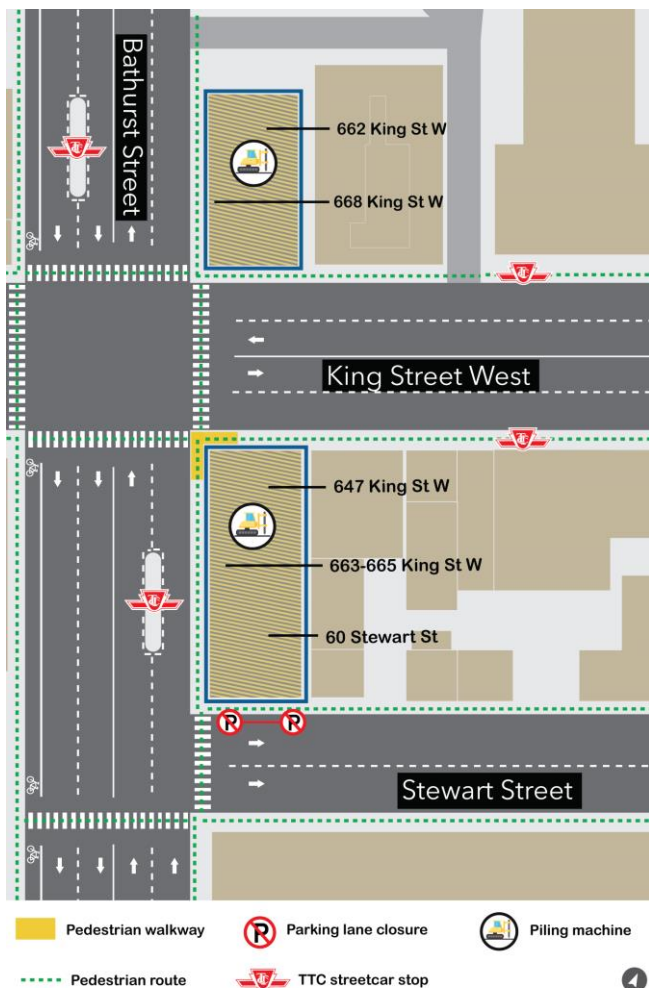 Bathurst Street
662 King St W
668 King St W
King Street West
647 King St W
663-665 King St W
60 Stewart St
P P
Stewart Street
Pedestrian walkway
P Parking lane closure
Piling machine
Pedestrian route
TTC streetcar stop